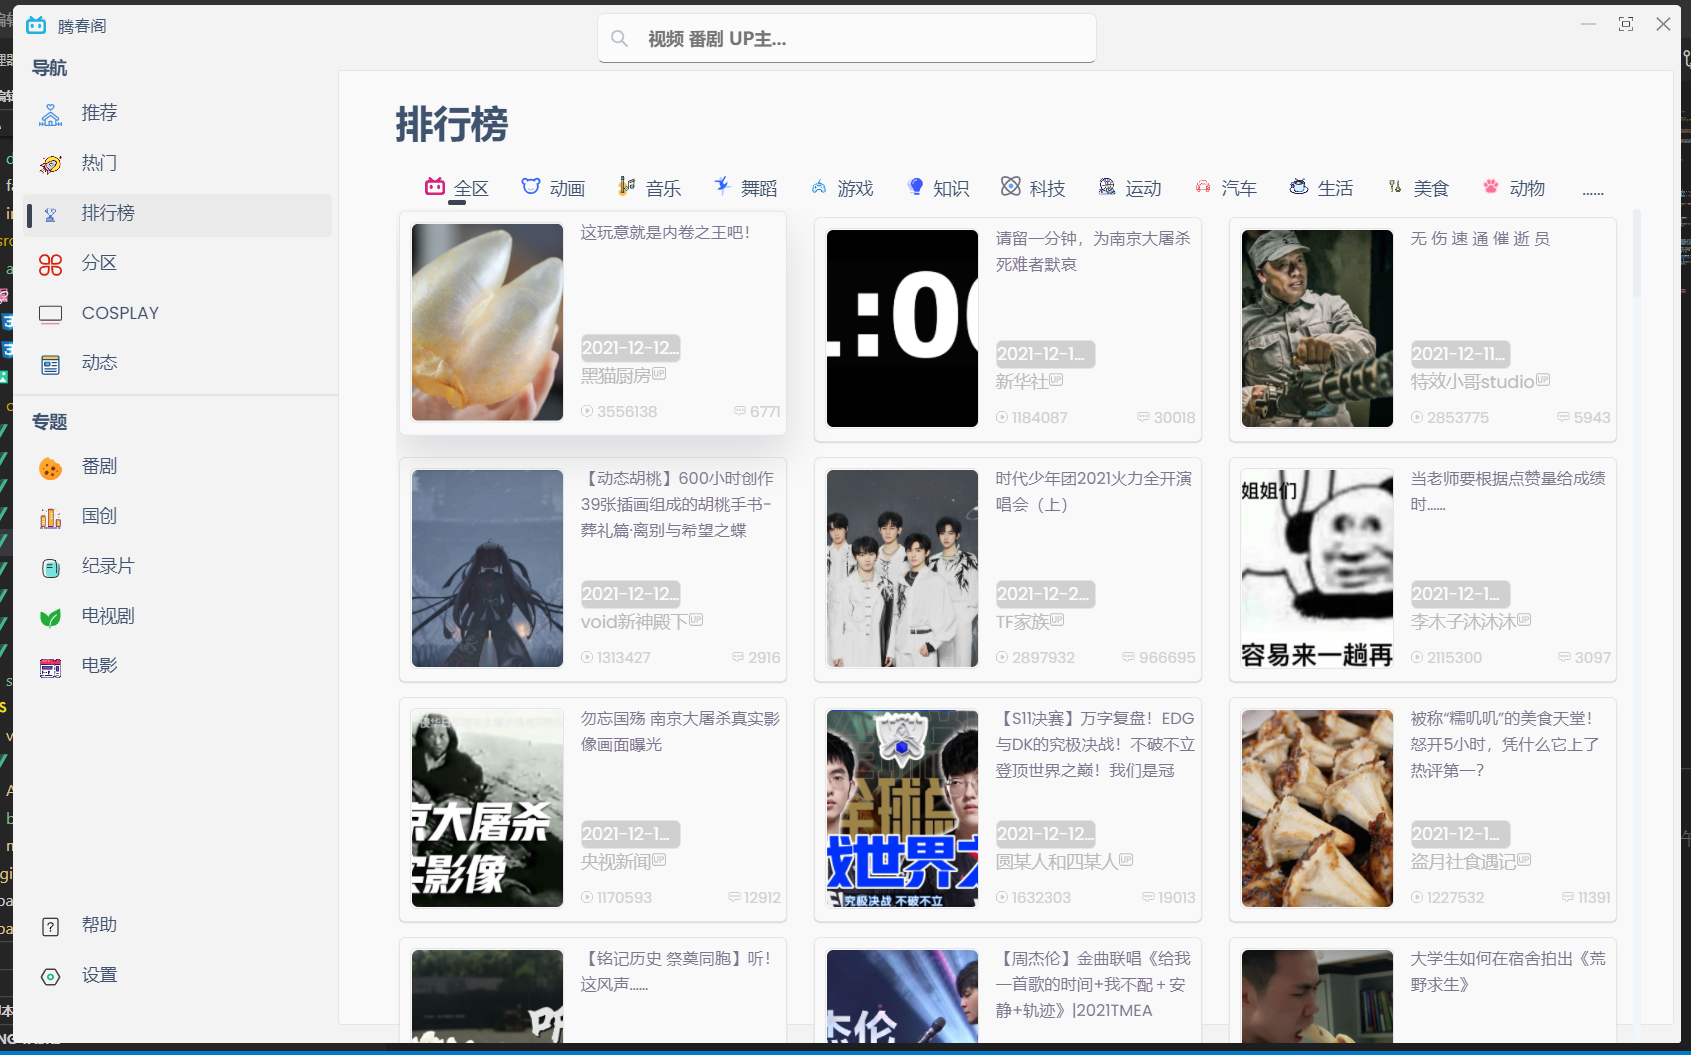 腾春阁
视频 番剧 UP主...
导航
推荐
热门
排行榜
分区
COSPLAY
动态
专题
番剧
国创
纪录片
电视剧
电影
帮助
设置
排行榜
全区 动画 音乐 舞蹈 游戏 知识 科技 运动 汽车 生活 美食 动物 ......
这玩意就是内卷之王吧！
2021-12-12...
黑猫厨房
3556138 6771
:00
请留一分钟，为南京大屠杀
死难者默哀
2021-12-1...
新华社
1184087 30018
无 伤 速 通 催 逝 员
2021-12-11...
特效小哥studio
2853775 5943
【动态胡桃】600小时创作
39张插画组成的胡桃手书-
葬礼篇·离别与希望之蝶
2021-12-12...
void新神殿下
1313427 2916
时代少年团2021火力全开演
唱会（上）
2021-12-2...
TF家族
2897932 966695
姐姐们
容易来一趟再
当老师要根据点赞量给成绩
时......
2021-12-1...
李木子沐沐沐
2115300 3097
京大屠杀
实影像
勿忘国殇 南京大屠杀真实影
像画面曝光
2021-12-1...
央视新闻
1170593 12912
全球总
战世界之
究极决战 不破不立
【S11决赛】万字复盘！EDG
与DK的究极决战！不破不立
登顶世界之巅！我们是冠
2021-12-12...
圆某人和四某人
1632303 19013
被称“糯叽叽”的美食天堂！
怒开5小时，凭什么它上了
热评第一？
2021-12-1...
盗月社食遇记
1227532 11391
【铭记历史 祭奠同胞】听！
这风声......
杰伦
【周杰伦】金曲联唱《给我
一首歌的时间+我不配＋安
静+轨迹》|2021TMEA
大学生如何在宿舍拍出《荒
野求生》